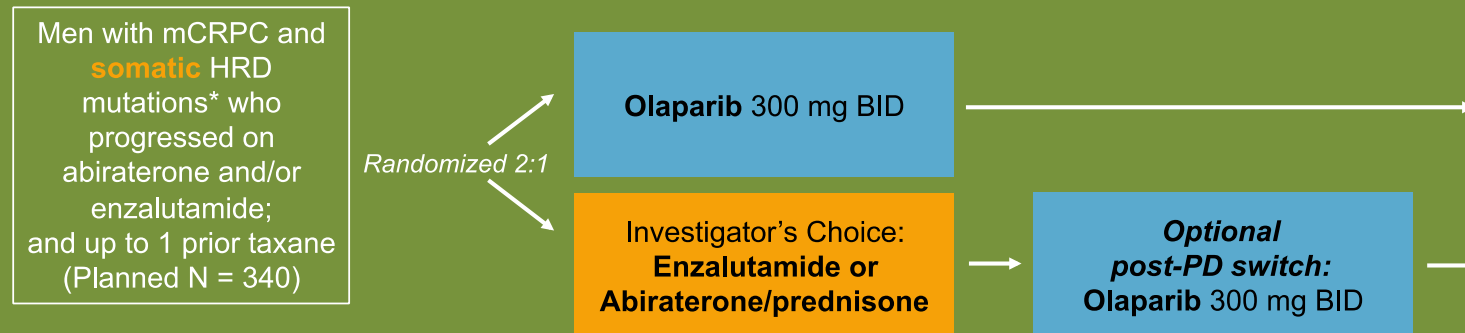 Men with mCRPC and
somatic HRD
mutations* who
progressed on
abiraterone and/or
enzalutamide;
and up to 1 prior taxane
(Planned N = 340)
Randomized 2:1
Olaparib 300 mg BID
Investigator’s Choice:
Enzalutamide or
Abiraterone/prednisone
Optional
post-PD switch:
Olaparib 300 mg BID